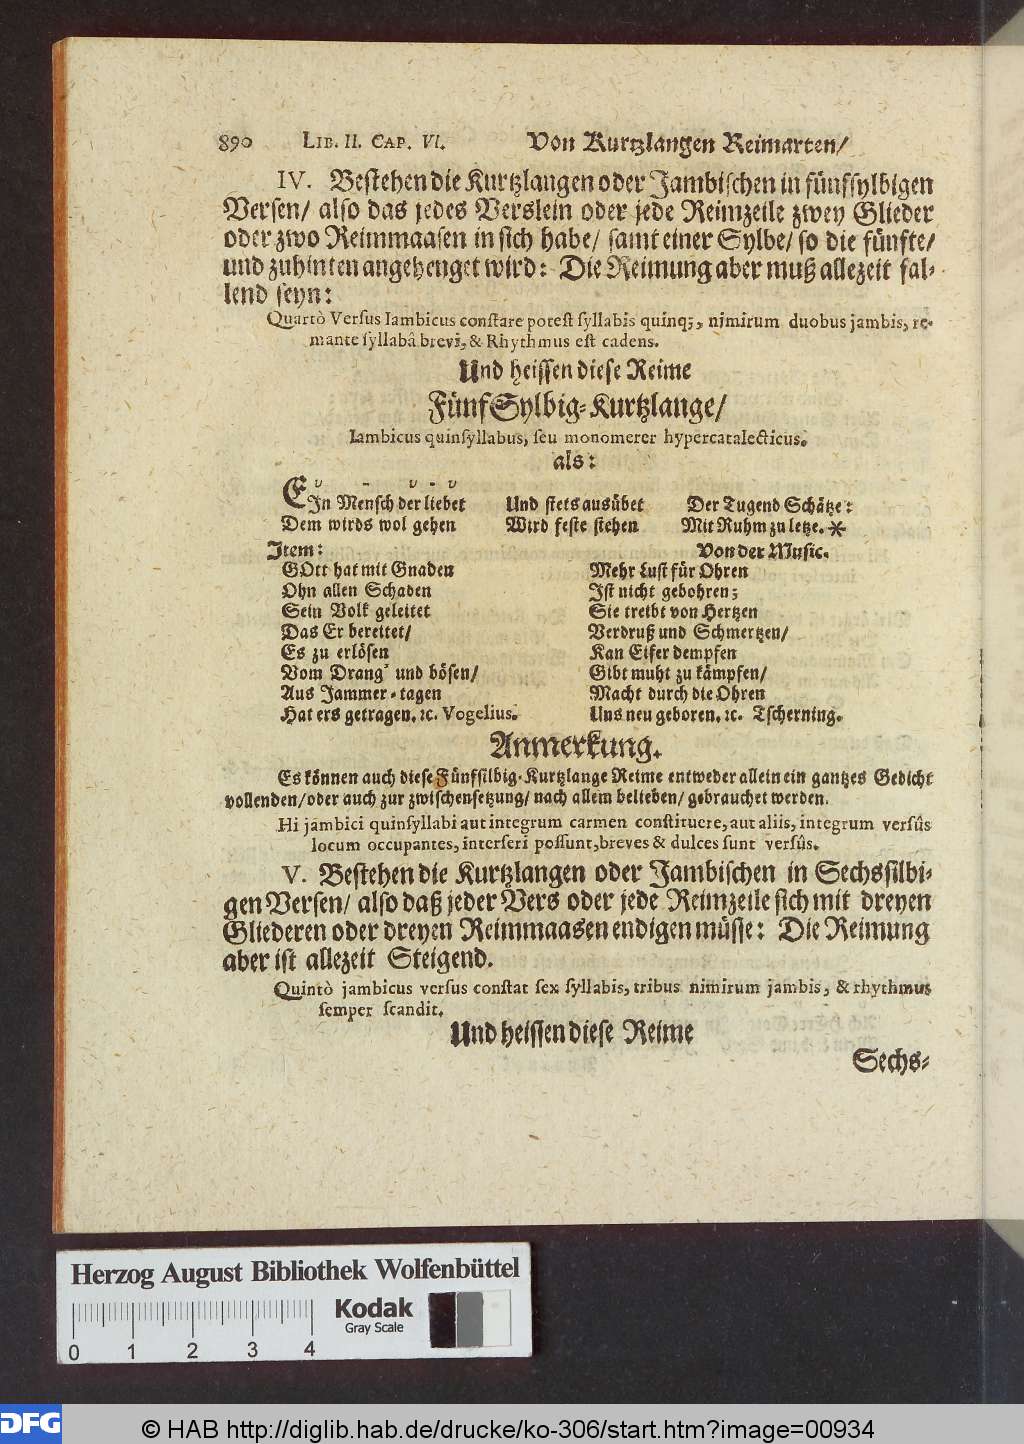 890 LIB. II. CAP. VI. Von Kurtzlangen Reimarten/
IV. Bestehen die Kurtzlangen oder Jambischen in fünfsylbigen
Versen/ also das jedes Verslein oder jede Reimzeile zwey Glieder
oder zwo Reimmaasen in sich habe/ samt einer Sylbe/ so die fünfte/
und zuhinten angehenget wird: Die Reimung aber muß allezeit fal-
lend seyn:
Quartò Versus Iambicus constare potest syllabis quinq;, nimirum duobus jambis, re-
mante syllabâ brevi, & Rhythmus est cadens.
Und heissen diese Reime
FünfSylbig-Kurtzlange/
Iambicus quinsyllabus, seu monomerer hypercatalecticus.
als:
υ - υ - υ
EJn Mensch der liebet Und stets ausübet Der Tugend Schätze:
Dem wirds wol gehen Wird feste stehen Mit Ruhm zu letze. *
Jtem: Von der Music.
GOtt hat mit Gnaden Mehr Lust für Ohren
Ohn allen Schaden Jst nicht gebohren;
Sein Volk geleitet Sie treibt von Hertzen
Das Er bereitet/ Verdruß und Schmertzen/
Es zu erlösen Kan Eifer dempfen
Vom Drang' und bösen/ Gibt muht zu kämpfen/
Aus Jammer-tagen Macht durch die Ohren
Hat ers getragen. ꝛc. Vogelius. Uns neu geboren. ꝛc. Tscherning.
Anmerkung.
Es können auch diese Fünfsilbig-Kurtzlange Reime entweder allein ein gantzes Gedicht
vollenden/ oder auch zur zwischensetzung/ nach allem belieben/ gebrauchet werden.
Hi jambici quinsyllabi aut integrum carmen constituere, aut aliis, integrum versûs
locum occupantes, interseri possunt, breves & dulces sunt versûs.
V. Bestehen die Kurtzlangen oder Jambischen in Sechssilbi-
gen Versen/ also daß jeder Vers oder jede Reimzeile sich mit dreyen
Gliederen oder dreyen Reimmaasen endigen müsse: Die Reimung
aber ist allezeit Steigend.
Quintò jambicus versus constat sex syllabis, tribus nimirum jambis, & rhythmus
semper scandit.
Und heissen diese Reime
Sechs-
Herzog August Bibliothek Wolfenbüttel
Kodak
Gray Scale
0 1 2 3 4
DFG
© HAB http://diglib.hab.de/drucke/ko-306/start.htm?image=00934